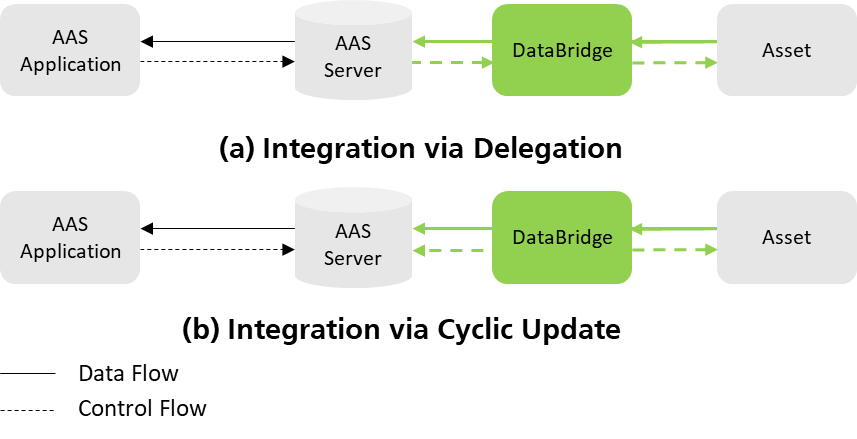 AAS
Application
AAS
Server
DataBridge
Asset
(a) Integration via Delegation
AAS
Application
AAS
Server
DataBridge
Asset
(b) Integration via Cyclic Update
Data Flow
Control Flow